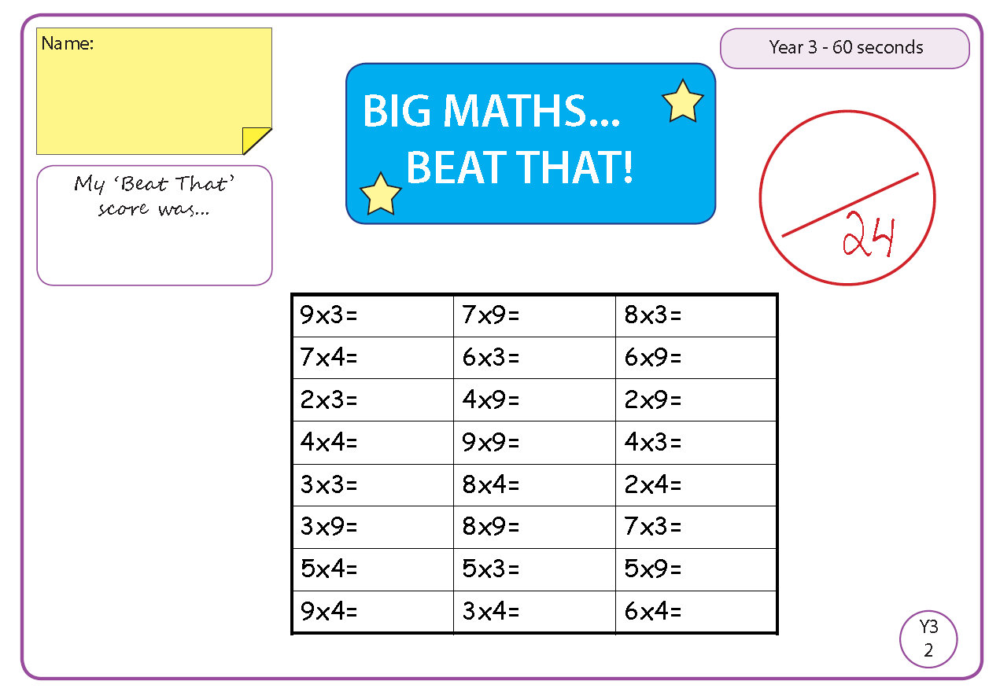 Name:
Year 3 - 60 seconds
BIG MATHS...
BEAT THAT!
My ‘Beat That’
score was...
24
9x3= 7x9= 8x3=
7x4= 6x3= 6x9=
2x3= 4x9= 2x9=
4x4= 9x9= 4x3=
3x3= 8x4= 2x4=
3x9= 8x9= 7x3=
5x4= 5x3= 5x9=
9x4= 3x4= 6x4=
Y3
2